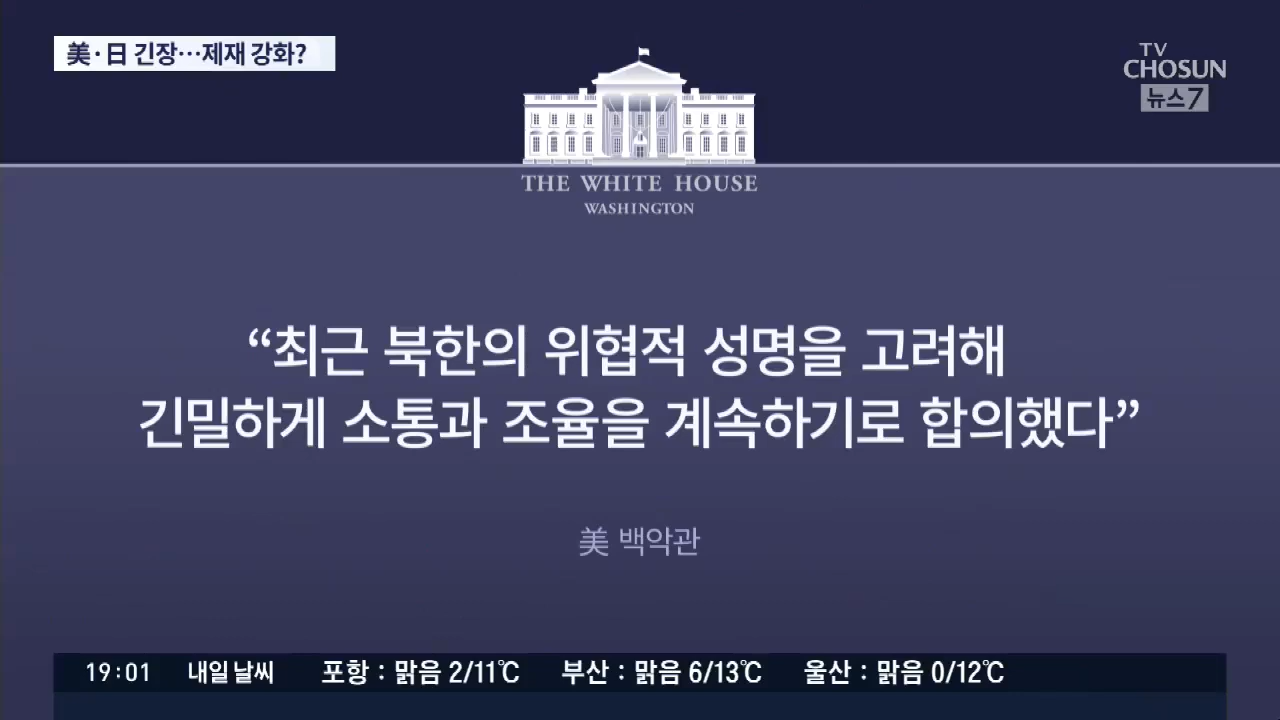 美·日 긴장…제재 강화?
TV
CHOSUN
뉴스7
THE WHITE HOUSE
WASHINGTON
“최근 북한의 위협적 성명을 고려해
긴밀하게 소통과 조율을 계속하기로 합의했다”
美 백악관
19:01 내일 날씨 포항 : 맑음 2/11℃ 부산 : 맑음 6/13℃ 울산 : 맑음 0/12℃